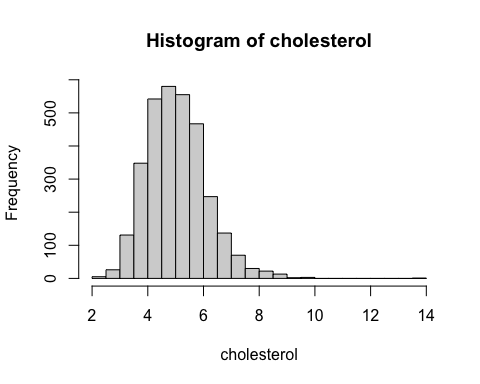 Histogram of cholesterol
Frequency
500
300
100
0
2 4 6 8 10 12 14
cholesterol